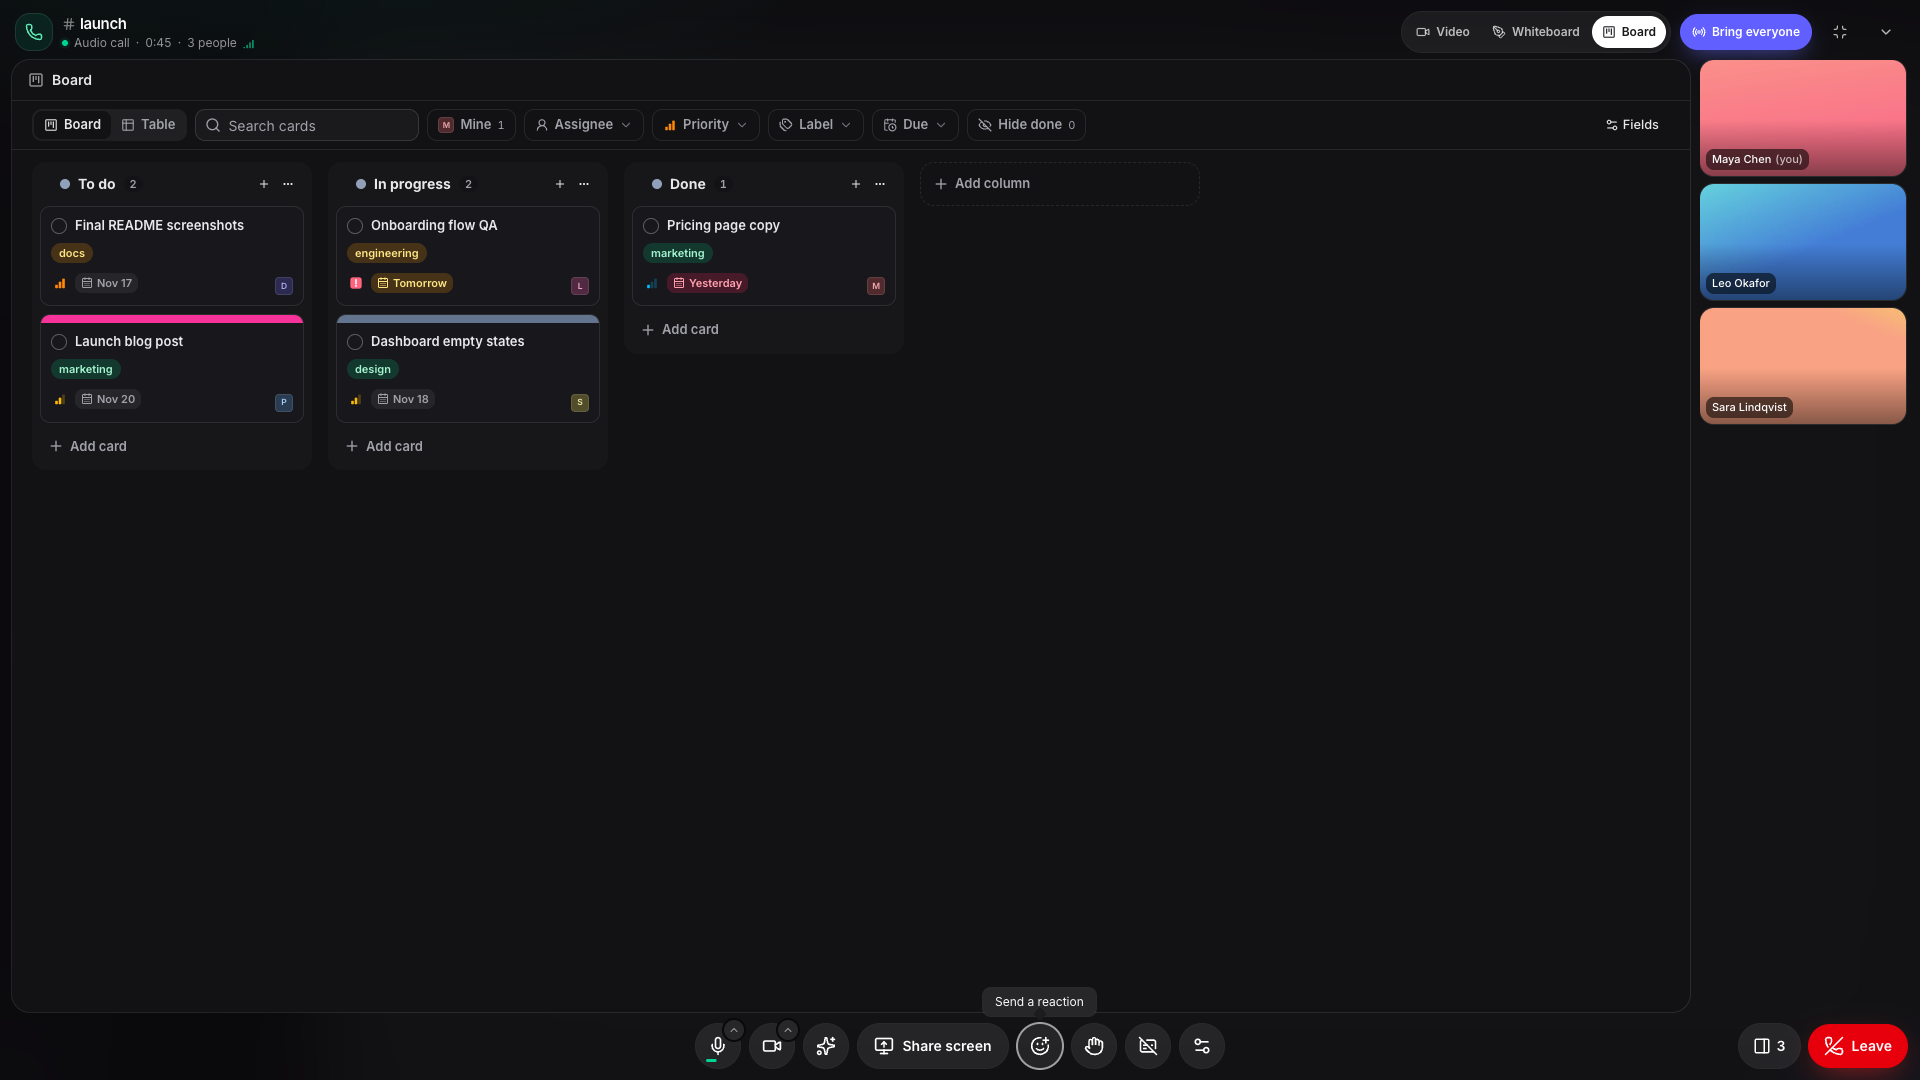 # launch
Audio call · 0:45 · 3 people
Video
Whiteboard
Board
Bring everyone
Board
Board
Table
Search cards
M Mine 1
Assignee
Priority
Label
Due
Hide done 0
Fields
To do 2
Final README screenshots
docs
Nov 17
D
Launch blog post
marketing
Nov 20
P
Add card
In progress 2
Onboarding flow QA
engineering
Tomorrow
L
Dashboard empty states
design
Nov 18
S
Add card
Done 1
Pricing page copy
marketing
Yesterday
M
Add card
Add column
Maya Chen (you)
Leo Okafor
Sara Lindqvist
Send a reaction
Share screen
3
Leave